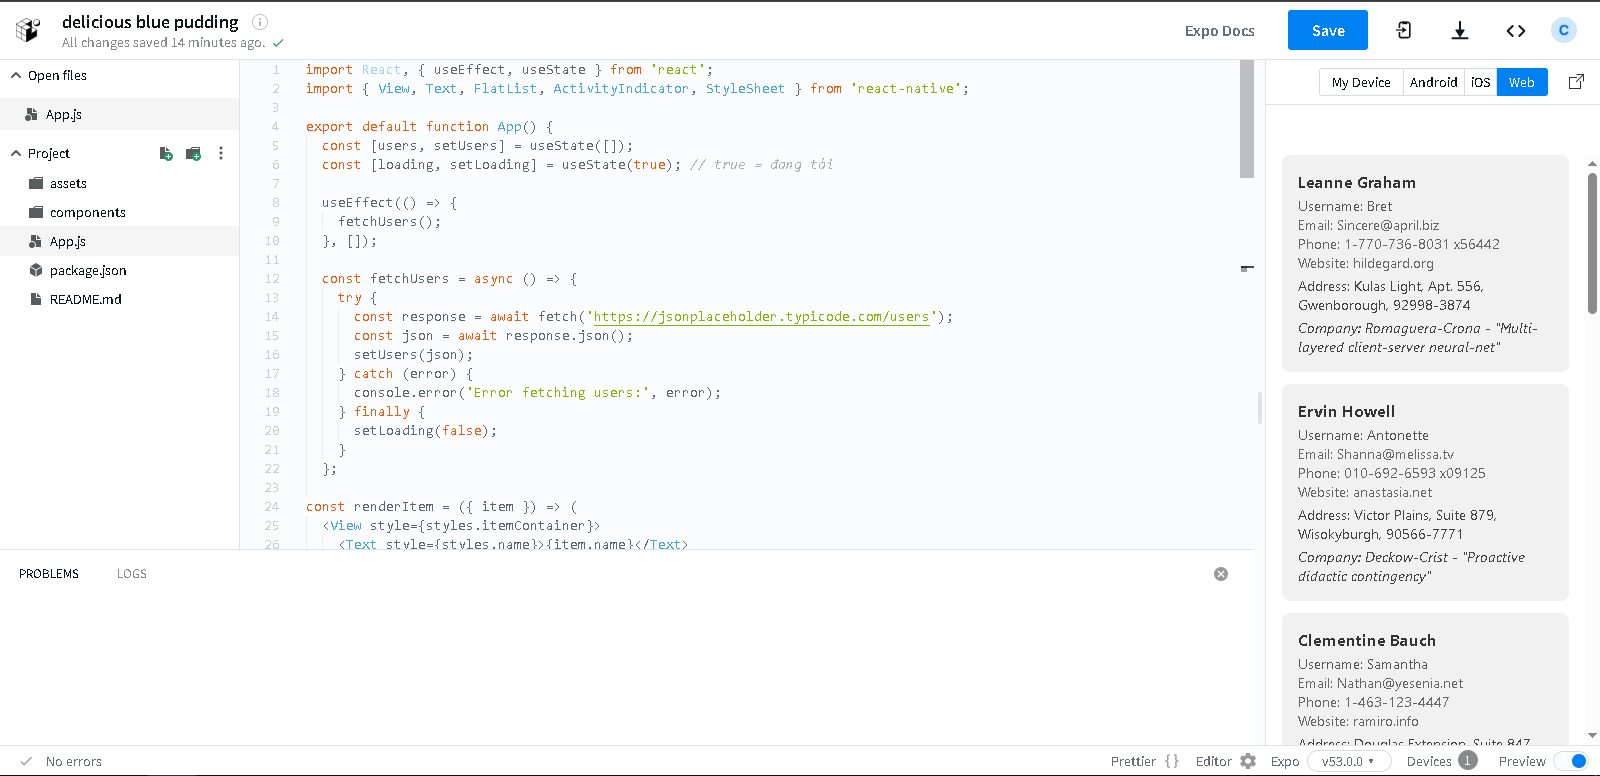 delicious blue pudding
All changes saved 14 minutes ago.
Expo Docs
Save
C
Open files
App.js
Project
assets
components
App.js
package.json
README.md
1 import React, { useEffect, useState } from 'react';
2 import { View, Text, FlatList, ActivityIndicator, StyleSheet } from 'react-native';
3
4 export default function App() {
5 const [users, setUsers] = useState([]);
6 const [loading, setLoading] = useState(true); // true = đang tải
7
8 useEffect(() => {
9 fetchUsers();
10 }, []);
11
12 const fetchUsers = async () => {
13 try {
14 const response = await fetch('https://jsonplaceholder.typicode.com/users');
15 const json = await response.json();
16 setUsers(json);
17 } catch (error) {
18 console.error('Error fetching users:', error);
19 } finally {
20 setLoading(false);
21 }
22 };
23
24 const renderItem = ({ item }) => (
25 <View style={styles.itemContainer}>
26 <Text style={styles.name}>{item.name}</Text>
My Device
Android
iOS
Web
Leanne Graham
Username: Bret
Email: Sincere@april.biz
Phone: 1-770-736-8031 x56442
Website: hildegard.org
Address: Kulas Light, Apt. 556,
Gwenborough, 92998-3874
Company: Romaguera-Crona - "Multi-
layered client-server neural-net"
Ervin Howell
Username: Antonette
Email: Shanna@melissa.tv
Phone: 010-692-6593 x09125
Website: anastasia.net
Address: Victor Plains, Suite 879,
Wisokyburgh, 90566-7771
Company: Deckow-Crist - "Proactive
didactic contingency"
Clementine Bauch
Username: Samantha
Email: Nathan@yesenia.net
Phone: 1-463-123-4447
Website: ramiro.info
Address: Douglas Extension, Suite 847,
PROBLEMS
LOGS
No errors
Prettier { }
Editor
Expo
v53.0.0
Devices 1
Preview